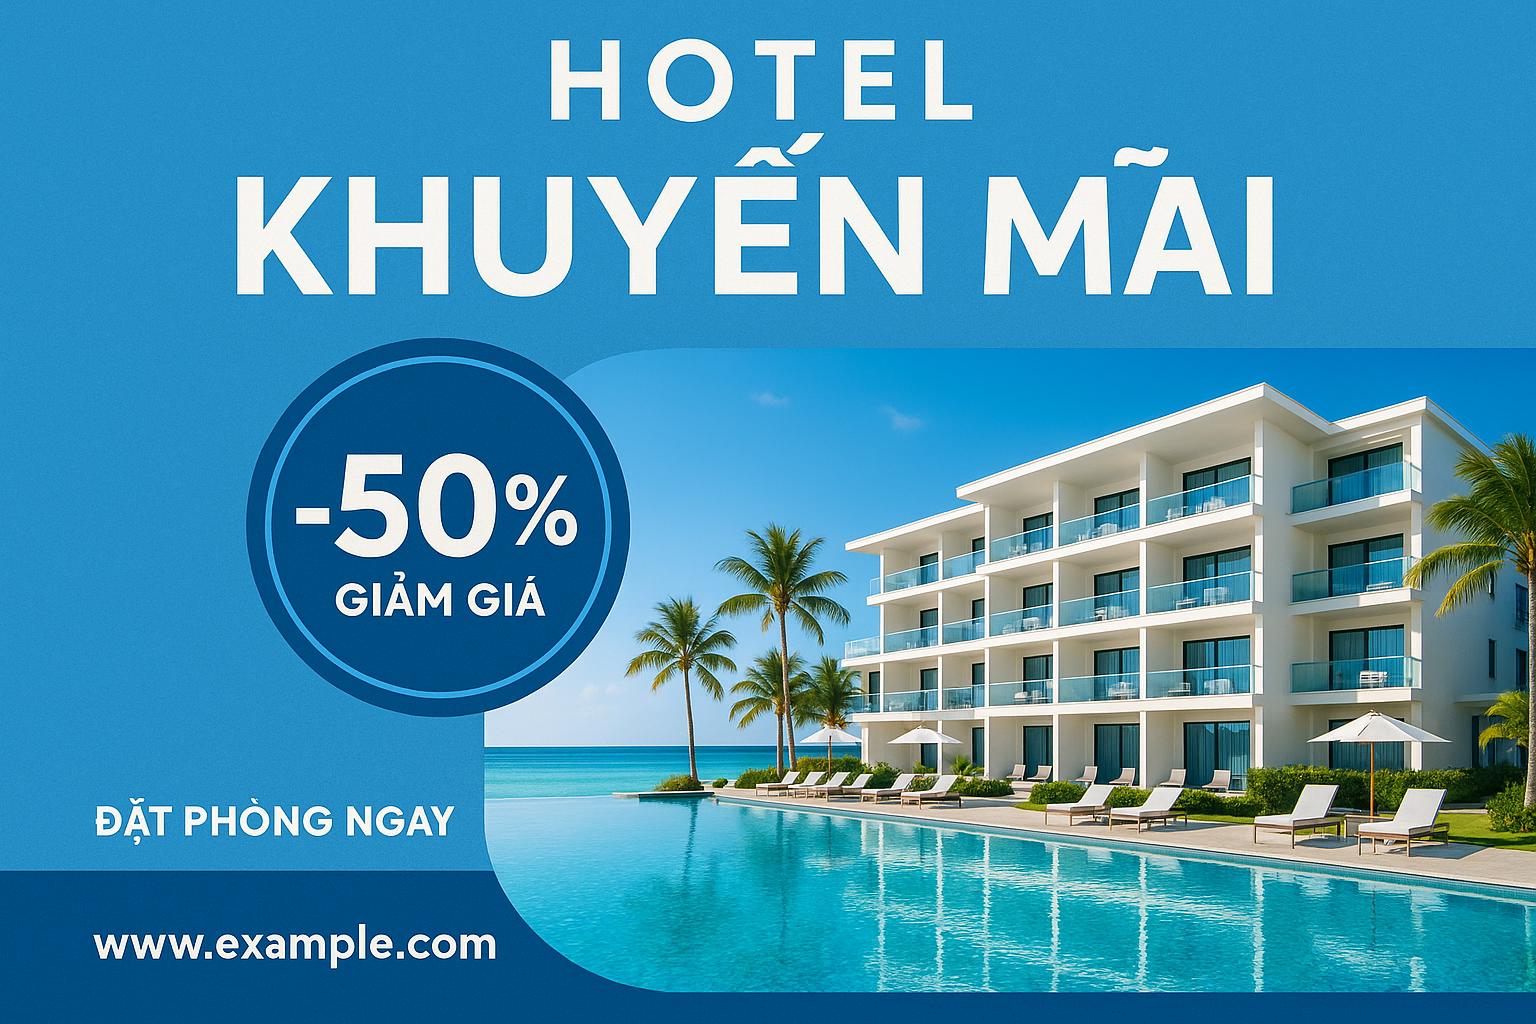 HOTEL
KHUYẾN MÃI
-50%
GIẢM GIÁ
ĐẶT PHÒNG NGAY
www.example.com